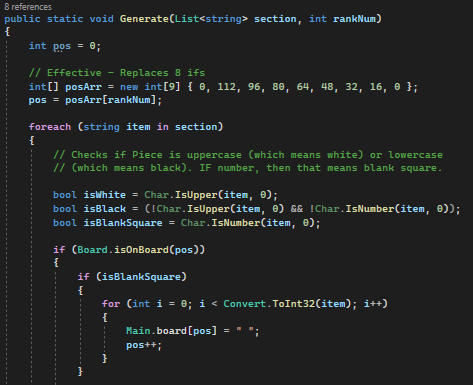 8 references
public static void Generate(List<string> section, int rankNum)
{
int pos = 0;
// Effective - Replaces 8 ifs
int[] posArr = new int[9] { 0, 112, 96, 80, 64, 48, 32, 16, 0 };
pos = posArr[rankNum];
foreach (string item in section)
{
// Checks if Piece is uppercase (which means white) or lowercase
// (which means black). IF number, then that means blank square.
bool isWhite = Char.IsUpper(item, 0);
bool isBlack = (!Char.IsUpper(item, 0) && !Char.IsNumber(item, 0));
bool isBlankSquare = Char.IsNumber(item, 0);
if (Board.isOnBoard(pos))
{
if (isBlankSquare)
{
for (int i = 0; i < Convert.ToInt32(item); i++)
{
Main.board[pos] = " ";
pos++;
}
}